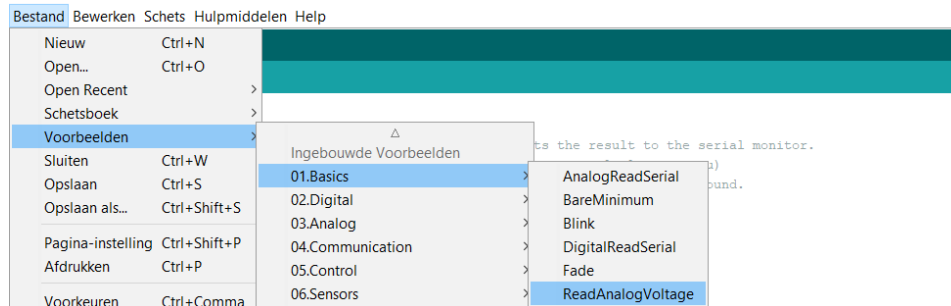 Bestand Bewerken Schets Hulpmiddelen Help
Nieuw Ctrl+N
Open... Ctrl+O
Open Recent >
Schetsboek >
Voorbeelden >
Sluiten Ctrl+W
Opslaan Ctrl+S
Opslaan als... Ctrl+Shift+S
Pagina-instelling Ctrl+Shift+P
Afdrukken Ctrl+P
Voorkeuren Ctrl+Comma
Ingebouwde Voorbeelden
01.Basics >
02.Digital >
03.Analog >
04.Communication >
05.Control >
06.Sensors >
AnalogReadSerial
BareMinimum
Blink
DigitalReadSerial
Fade
ReadAnalogVoltage
the result to the serial monitor.